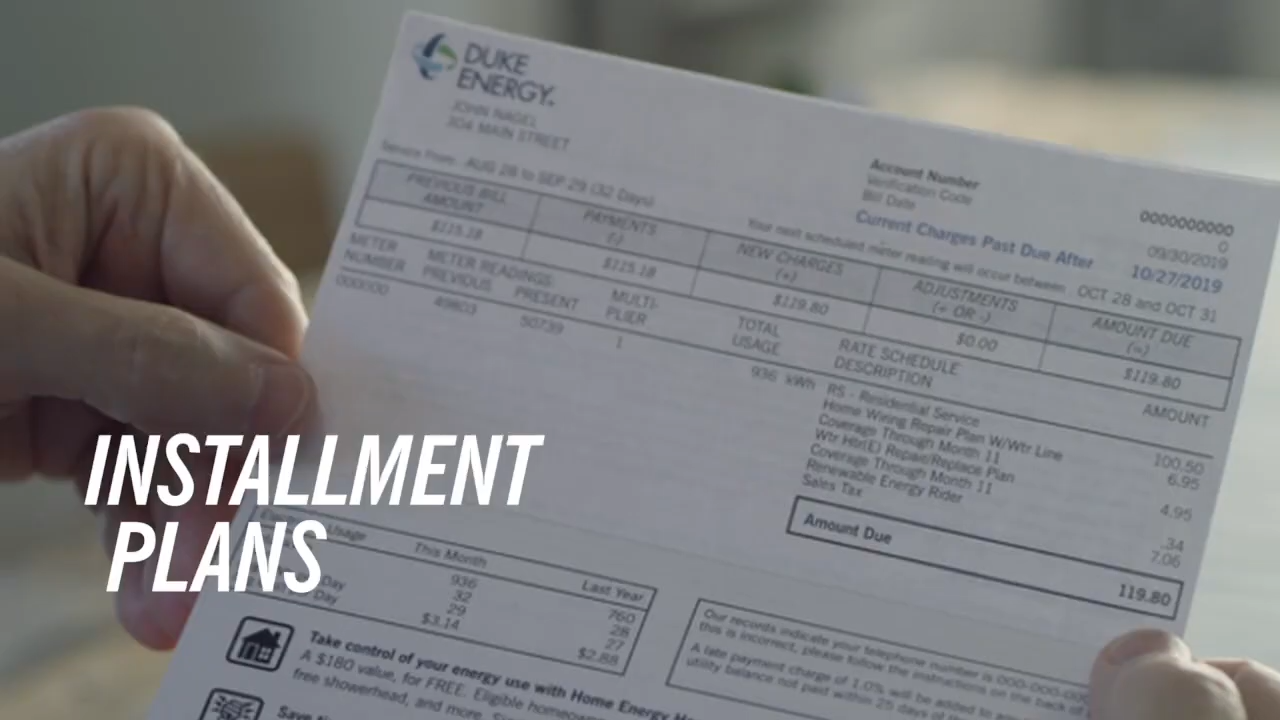 DUKE
ENERGY.
JOHN NAGEL
304 MAIN STREET
Account Number
0000000000
Verification Code
0
Bill Date
09/30/2019
Current Charges Past Due After
10/27/2019
Service From: AUG 28 to SEP 29 (32 Days)
Your next scheduled meter reading will occur between OCT 28 and OCT 31
PREVIOUS BILL
AMOUNT
PAYMENTS
(-)
NEW CHARGES
(+)
ADJUSTMENTS
(+ OR -)
AMOUNT DUE
(=)
$115.18
$115.18
$119.80
$0.00
$119.80
METER
NUMBER
METER READINGS:
PREVIOUS PRESENT
MULTI-
PLIER
TOTAL
USAGE
RATE SCHEDULE
DESCRIPTION
AMOUNT
000000 49803 50739 1 936 kWh
RS - Residential Service 100.50
Home Wiring Repair Plan W/Wtr Line 6.95
Coverage Through Month 11
Wtr Htr(E) Repair/Replace Plan 4.95
Coverage Through Month 11
Renewable Energy Rider .34
Sales Tax 7.06
Amount Due 119.80
INSTALLMENT
PLANS
Usage This Month Last Year
936 760
Day 32 28
Day 29 27
$3.14 $2.88
Take control of your energy use with Home Energy
A $180 value, for FREE. Eligible
free showerhead, and more.
Our records indicate your telephone number is 000-000-
this is incorrect, please follow the instructions on the back of
A late payment charge of 1.0% will be added to
utility balance not paid within 25 days of the